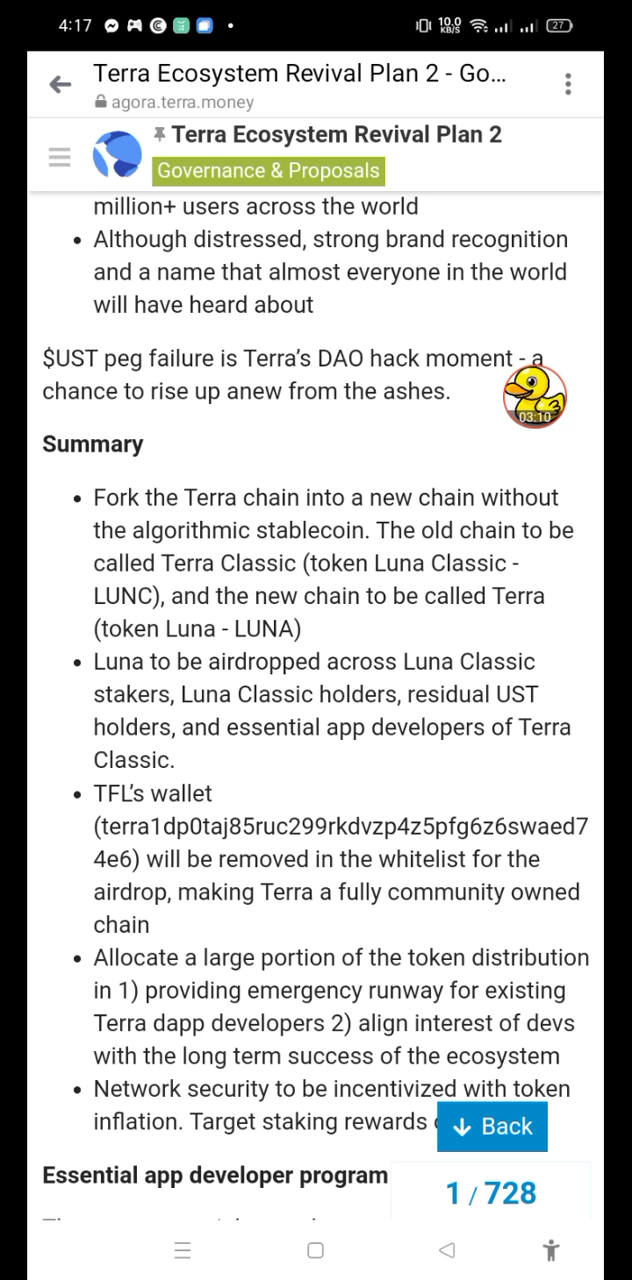 4:17
10.0
KB/S
27
Terra Ecosystem Revival Plan 2 - Go...
agora.terra.money
Terra Ecosystem Revival Plan 2
Governance & Proposals
million+ users across the world
• Although distressed, strong brand recognition
and a name that almost everyone in the world
will have heard about
$UST peg failure is Terra’s DAO hack moment - a
chance to rise up anew from the ashes.
03:10
Summary
• Fork the Terra chain into a new chain without
the algorithmic stablecoin. The old chain to be
called Terra Classic (token Luna Classic -
LUNC), and the new chain to be called Terra
(token Luna - LUNA)
• Luna to be airdropped across Luna Classic
stakers, Luna Classic holders, residual UST
holders, and essential app developers of Terra
Classic.
• TFL’s wallet
(terra1dp0taj85ruc299rkdvzp4z5pfg6z6swaed7
4e6) will be removed in the whitelist for the
airdrop, making Terra a fully community owned
chain
• Allocate a large portion of the token distribution
in 1) providing emergency runway for existing
Terra dapp developers 2) align interest of devs
with the long term success of the ecosystem
• Network security to be incentivized with token
inflation. Target staking rewards
Back
Essential app developer program
1 / 728